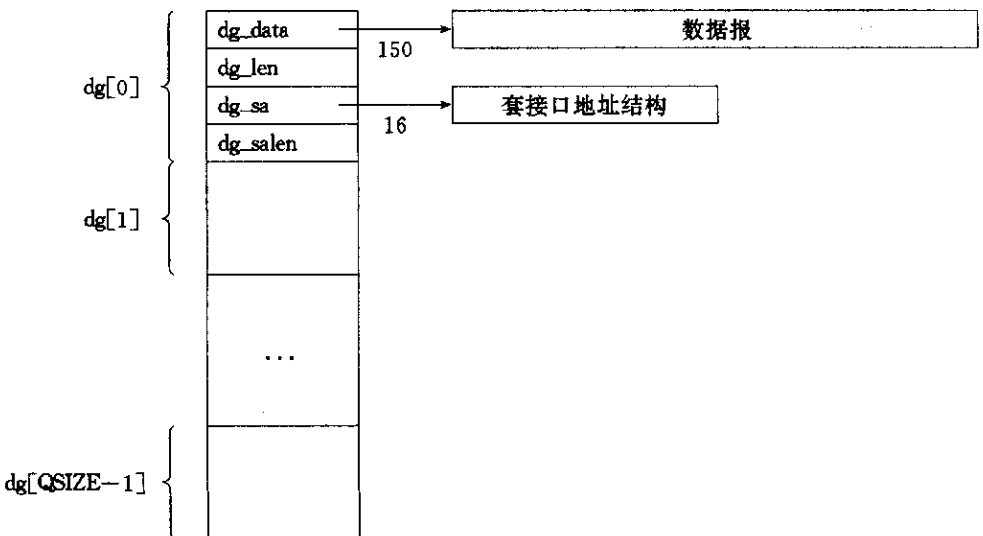 dg_data
数据报
150
dg_len
dg[0]
dg_sa
套接口地址结构
16
dg_salen
dg[1]
...
dg[QSIZE-1]